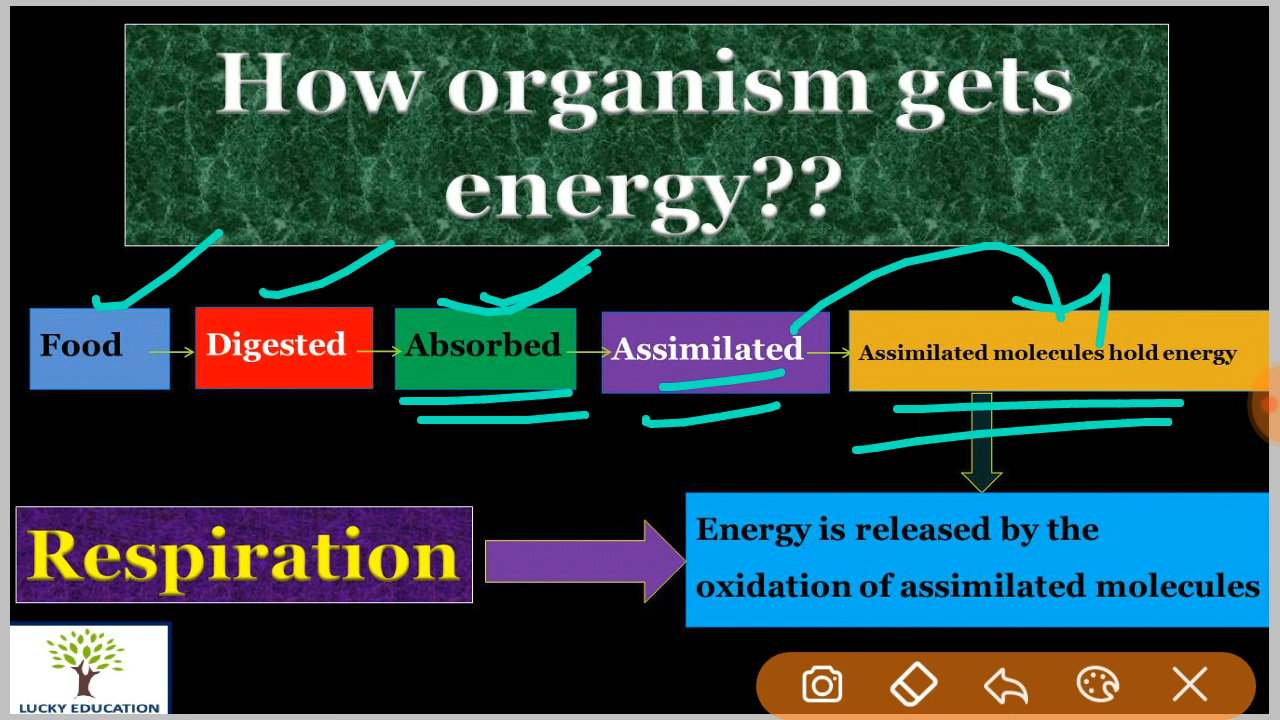 How organism gets
energy??
Food
Digested
Absorbed
Assimilated
Assimilated molecules hold energy
Respiration
Energy is released by the
oxidation of assimilated molecules
LUCKY EDUCATION